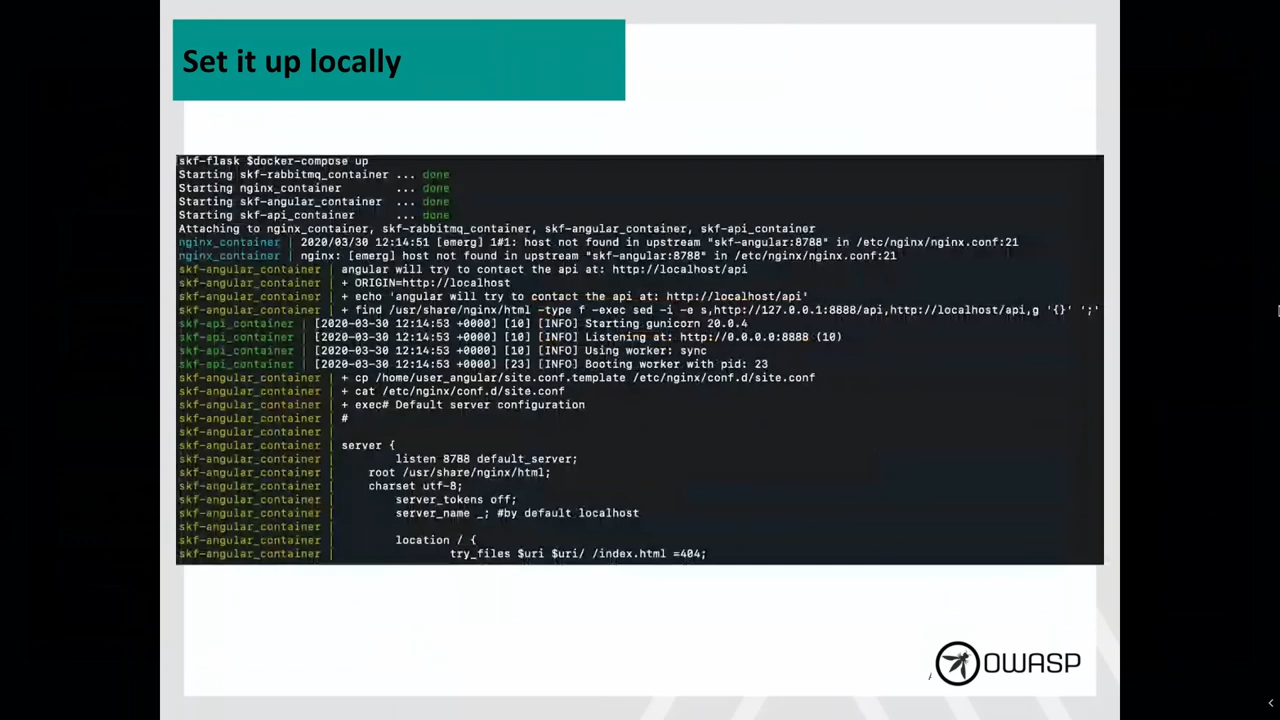 Set it up locally
skf-flask $docker-compose up
Starting skf-rabbitmq_container ... done
Starting nginx_container ... done
Starting skf-angular_container ... done
Starting skf-api_container ... done
Attaching to nginx_container, skf-rabbitmq_container, skf-angular_container, skf-api_container
nginx_container | 2020/03/30 12:14:51 [emerg] 1#1: host not found in upstream "skf-angular:8788" in /etc/nginx/nginx.conf:21
nginx_container | nginx: [emerg] host not found in upstream "skf-angular:8788" in /etc/nginx/nginx.conf:21
skf-angular_container | angular will try to contact the api at: http://localhost/api
skf-angular_container | + ORIGIN=http://localhost
skf-angular_container | + echo 'angular will try to contact the api at: http://localhost/api'
skf-angular_container | + find /usr/share/nginx/html -type f -exec sed -i -e s,http://127.0.0.1:8888/api,http://localhost/api,g '{}' ';'
skf-api_container | [2020-03-30 12:14:53 +0000] [10] [INFO] Starting gunicorn 20.0.4
skf-api_container | [2020-03-30 12:14:53 +0000] [10] [INFO] Listening at: http://0.0.0.0:8888 (10)
skf-api_container | [2020-03-30 12:14:53 +0000] [10] [INFO] Using worker: sync
skf-api_container | [2020-03-30 12:14:53 +0000] [23] [INFO] Booting worker with pid: 23
skf-angular_container | + cp /home/user_angular/site.conf.template /etc/nginx/conf.d/site.conf
skf-angular_container | + cat /etc/nginx/conf.d/site.conf
skf-angular_container | + exec# Default server configuration
skf-angular_container | #
skf-angular_container |
skf-angular_container | server {
skf-angular_container | listen 8788 default_server;
skf-angular_container | root /usr/share/nginx/html;
skf-angular_container | charset utf-8;
skf-angular_container | server_tokens off;
skf-angular_container | server_name _; #by default localhost
skf-angular_container |
skf-angular_container | location / {
skf-angular_container | try_files $uri $uri/ /index.html =404;
OWASP